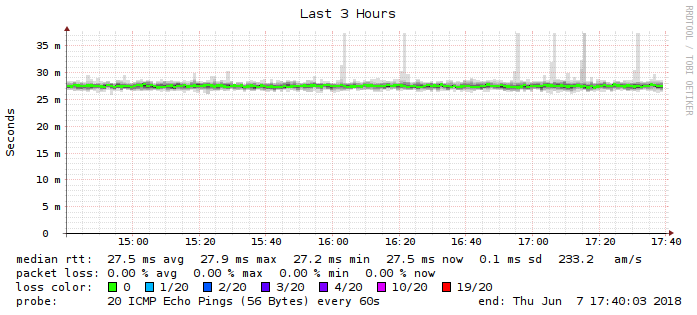 Last 3 Hours
RRDTOOL / TOBI OETIKER
Seconds
35 m
30 m
25 m
20 m
15 m
10 m
5 m
0
15:00 15:20 15:40 16:00 16:20 16:40 17:00 17:20 17:40
median rtt: 27.5 ms avg 27.9 ms max 27.2 ms min 27.5 ms now 0.1 ms sd 233.2 am/s
packet loss: 0.00 % avg 0.00 % max 0.00 % min 0.00 % now
loss color: 0 1/20 2/20 3/20 4/20 10/20 19/20
probe: 20 ICMP Echo Pings (56 Bytes) every 60s end: Thu Jun 7 17:40:03 2018